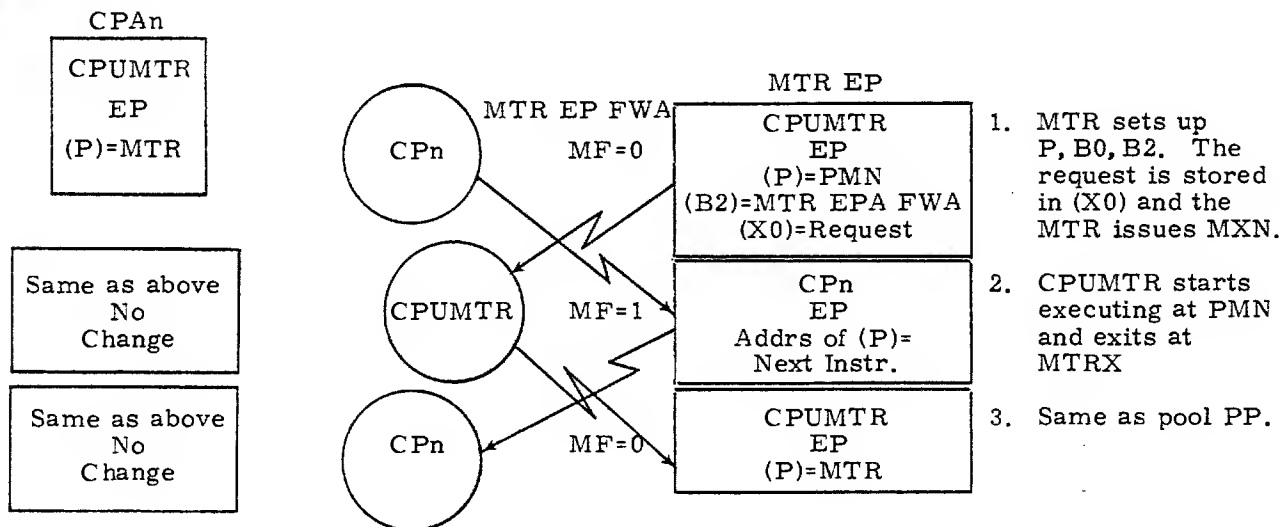 CPAn
CPUMTR
EP
(P)=MTR
Same as above
No
Change
Same as above
No
Change
CPn
CPUMTR
CPn
MTR EP FWA
MF=0
MF=1
MF=0
MTR EP
CPUMTR
EP
(P)=PMN
(B2)=MTR EPA FWA
(X0)=Request
CPn
EP
Addrs of (P)=
Next Instr.
CPUMTR
EP
(P)=MTR
1. MTR sets up
P, B0, B2. The
request is stored
in (X0) and the
MTR issues MXN.
2. CPUMTR starts
executing at PMN
and exits at
MTRX
3. Same as pool PP.